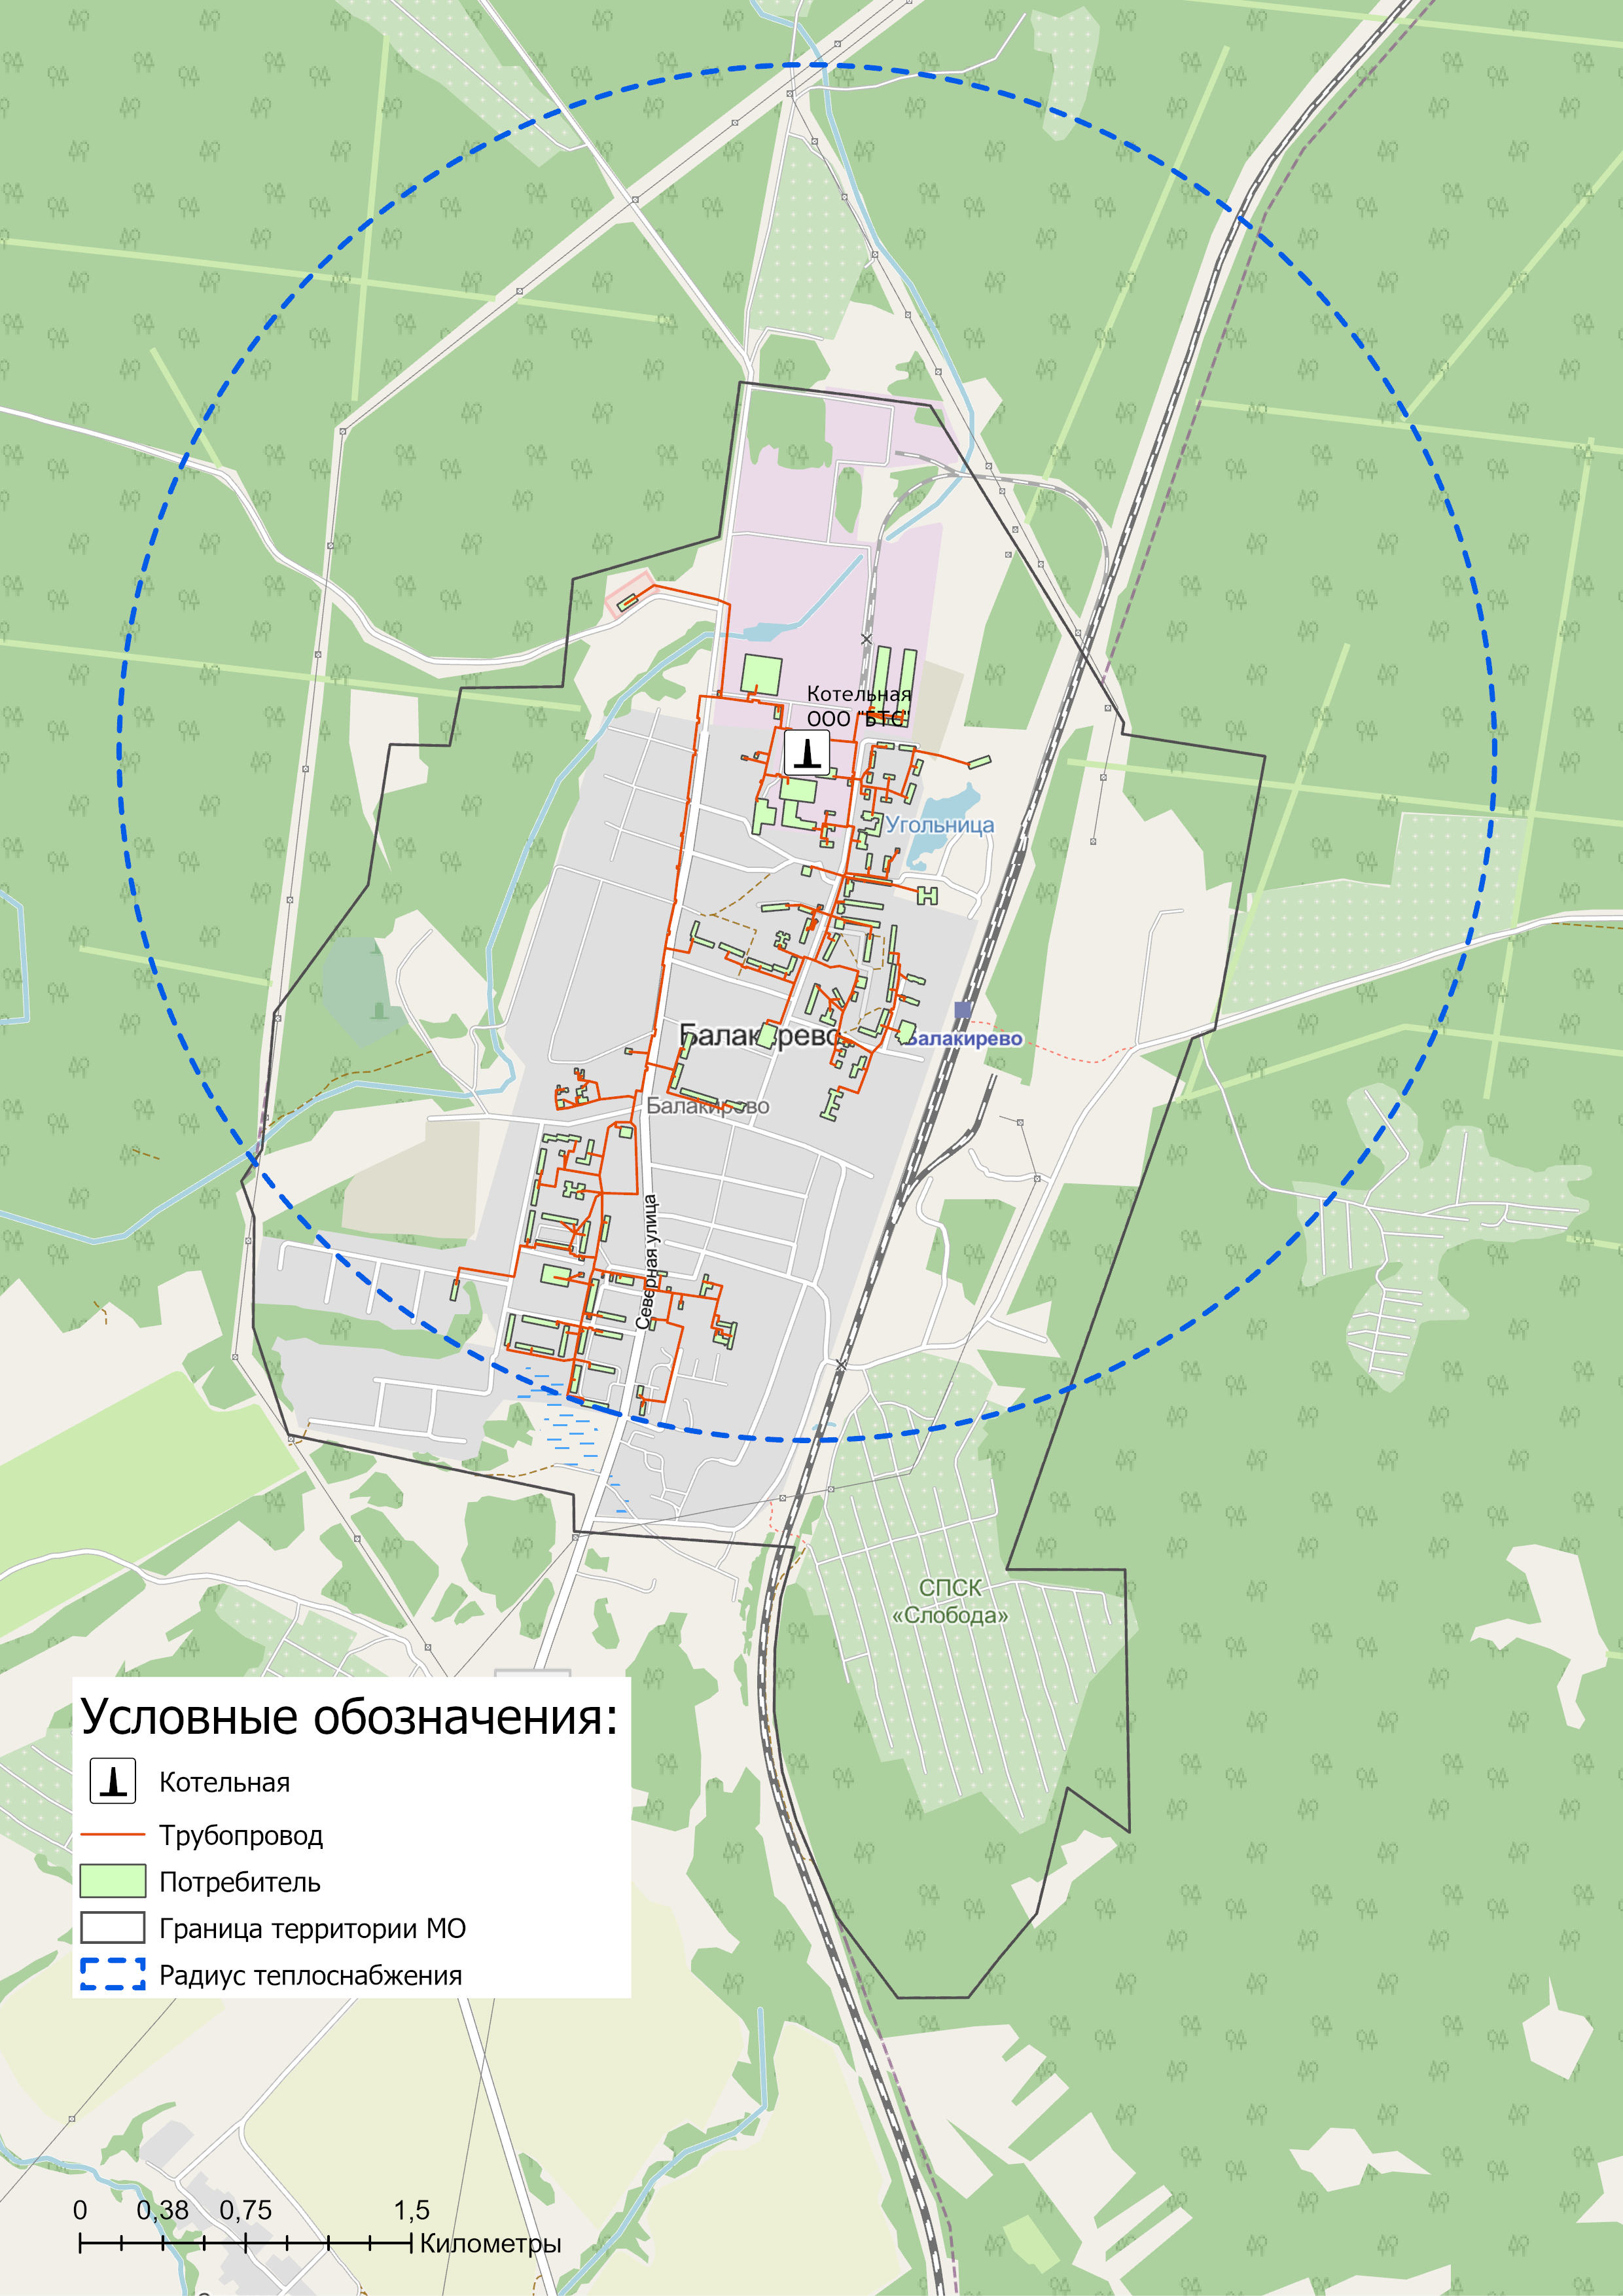 Котельная
ООО "БТС"
Угольница
Балакирево
Балакирево
Балакирево
Северная улица
СПСК
«Слобода»
Условные обозначения:
Котельная
Трубопровод
Потребитель
Граница территории МО
Радиус теплоснабжения
0 0,38 0,75 1,5
Километры